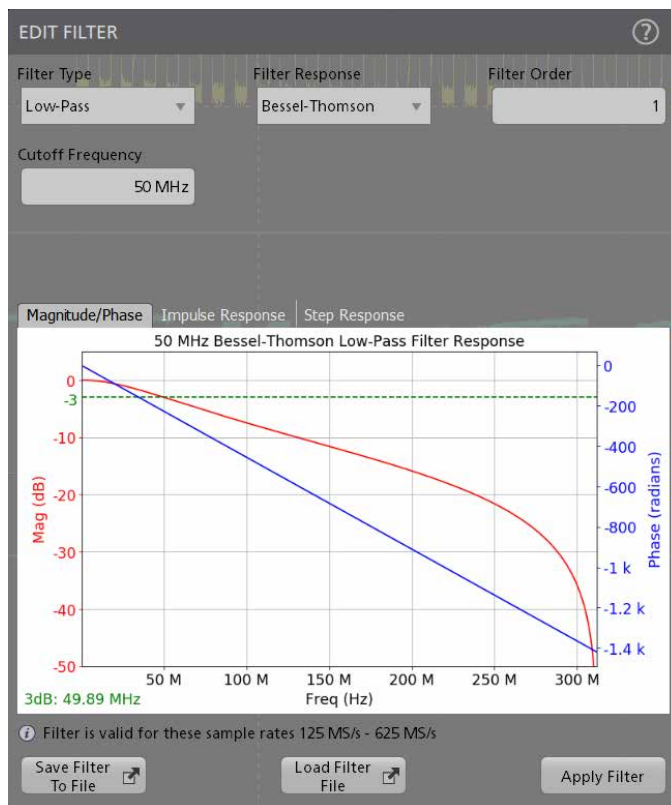 EDIT FILTER
?
Filter Type
Filter Response
Filter Order
Low-Pass
Bessel-Thomson
1
Cutoff Frequency
50 MHz
Magnitude/Phase
Impulse Response
Step Response
50 MHz Bessel-Thomson Low-Pass Filter Response
0
-3
-10
-20
-30
-40
-50
Mag (dB)
0
-200
-400
-600
-800
-1 k
-1.2 k
-1.4 k
Phase (radians)
50 M
100 M
150 M
200 M
250 M
300 M
3dB: 49.89 MHz
Freq (Hz)
i
Filter is valid for these sample rates 125 MS/s - 625 MS/s
Save Filter
To File
Load Filter
File
Apply Filter